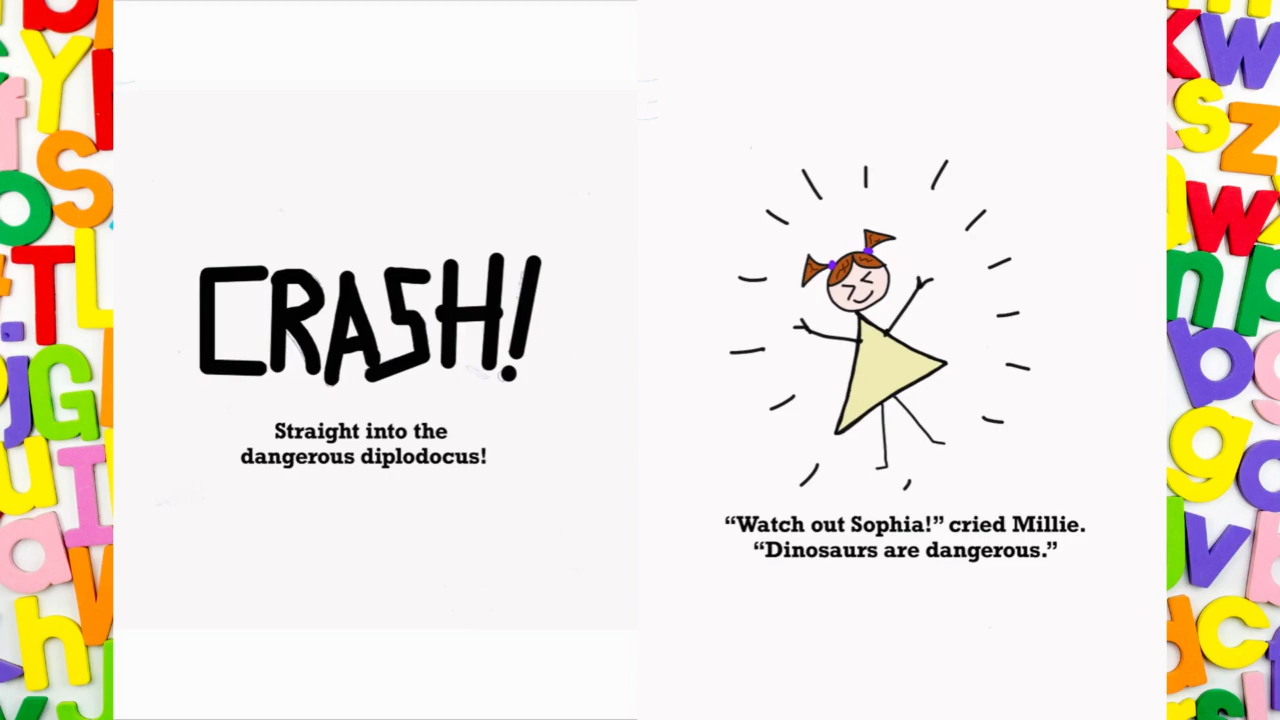 CRASH!
Straight into the
dangerous diplodocus!
“Watch out Sophia!” cried Millie.
“Dinosaurs are dangerous.”